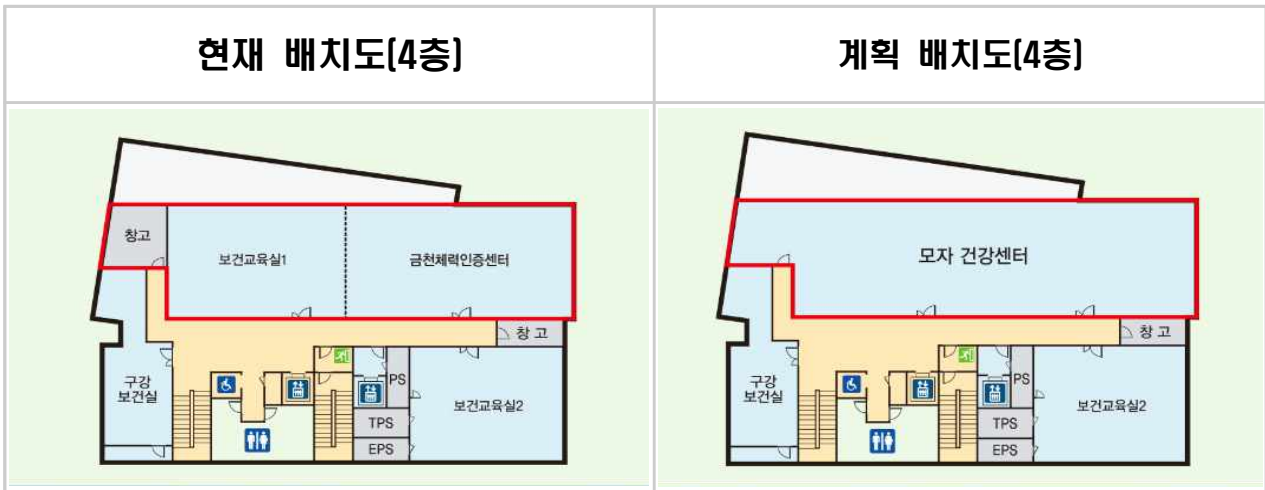 현재 배치도(4층)
계획 배치도(4층)
창고
보건교육실1
금천체력인증센터
창 고
구강
보건실
PS
보건교육실2
TPS
EPS
모자 건강센터
창 고
구강
보건실
PS
보건교육실2
TPS
EPS